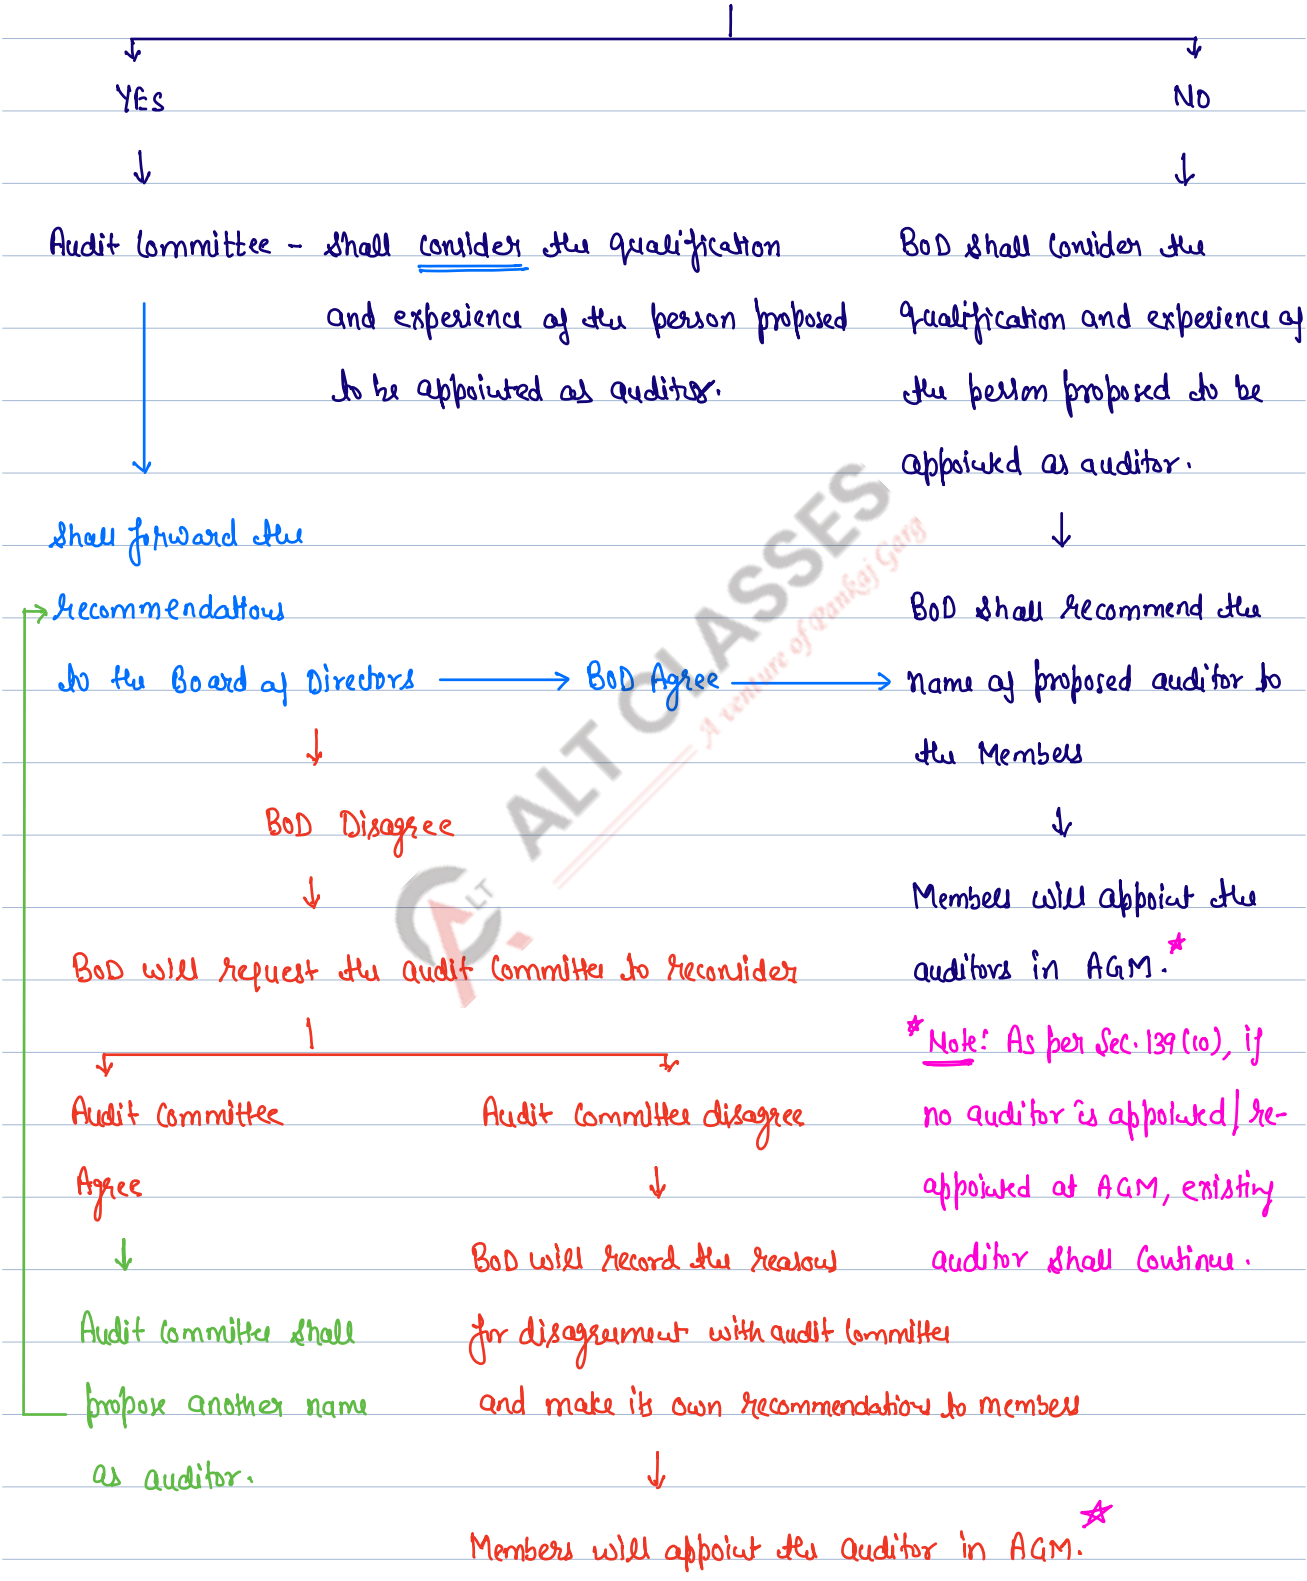 YES
NO
Audit Committee - Shall consider the qualification
and experience of the person proposed
to be appointed as auditor.
BoD Shall Consider the
qualification and experience of
the person proposed to be
appointed as auditor.
Shall forward the
recommendations
to the Board of Directors
BoD Agree
BoD Shall recommend the
name of proposed auditor to
the Members
BoD Disagree
Members will appoint the
auditors in AGM.*
BoD will request the audit Committee to reconsider
*Note: As per Sec. 139(10), if
no auditor is appointed/re-
appointed at AGM, existing
auditor shall Continue.
Audit Committee
Agree
Audit Committee disagree
Audit Committee Shall
propose another name
as auditor.
BoD will record the reasons
for disagreement with audit Committee
and make its own recommendations to members
Members will appoint the auditor in AGM.*
ALT CLASSES
A venture of Pankaj Garg
ALT